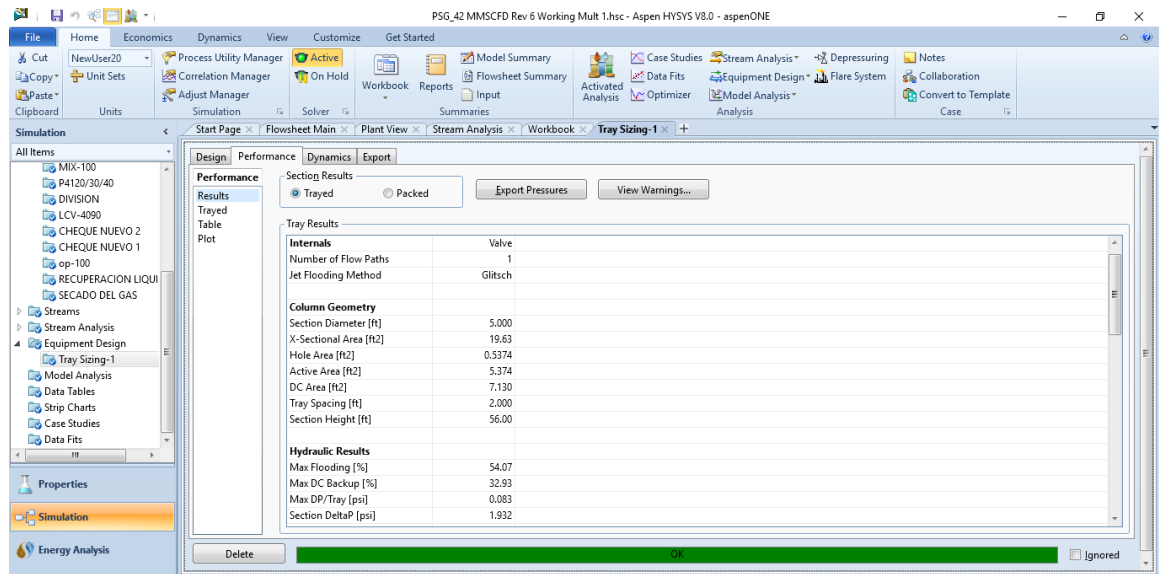 PSG_42 MMSCFD Rev 6 Working Mult 1.hsc - Aspen HYSYS V8.0 - aspenONE
File Home Economics Dynamics View Customize Get Started
Cut
Copy
Paste
Clipboard
NewUser20
Unit Sets
Units
Process Utility Manager
Correlation Manager
Adjust Manager
Simulation
Active
On Hold
Solver
Workbook
Reports
Model Summary
Flowsheet Summary
Input
Summaries
Activated Analysis
Case Studies Stream Analysis Depressuring
Data Fits Equipment Design Flare System
Optimizer Model Analysis
Analysis
Notes
Collaboration
Convert to Template
Case
Simulation <
Start Page Flowsheet Main Plant View Stream Analysis Workbook Tray Sizing-1 +
All Items
MIX-100
P4120/30/40
DIVISION
LCV-4090
CHEQUE NUEVO 2
CHEQUE NUEVO 1
op-100
RECUPERACION LIQUI
SECADO DEL GAS
Streams
Stream Analysis
Equipment Design
Tray Sizing-1
Model Analysis
Data Tables
Strip Charts
Case Studies
Data Fits
Properties
Simulation
Energy Analysis
Design Performance Dynamics Export
Performance
Results
Trayed
Table
Plot
Section Results
Trayed Packed
Export Pressures
View Warnings...
Tray Results
Internals Valve
Number of Flow Paths 1
Jet Flooding Method Glitsch
Column Geometry
Section Diameter [ft] 5.000
X-Sectional Area [ft2] 19.63
Hole Area [ft2] 0.5374
Active Area [ft2] 5.374
DC Area [ft2] 7.130
Tray Spacing [ft] 2.000
Section Height [ft] 56.00
Hydraulic Results
Max Flooding [%] 54.07
Max DC Backup [%] 32.93
Max DP/Tray [psi] 0.083
Section DeltaP [psi] 1.932
Delete
OK
Ignored